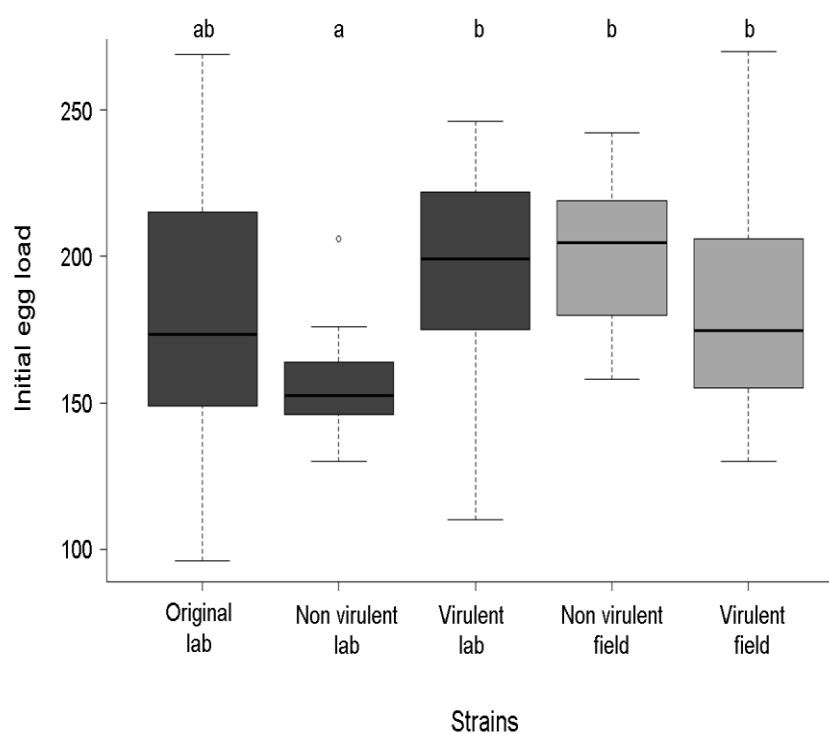 ab a b b b
250
200
150
100
Initial egg load
Original
lab
Non virulent
lab
Virulent
lab
Non virulent
field
Virulent
field
Strains